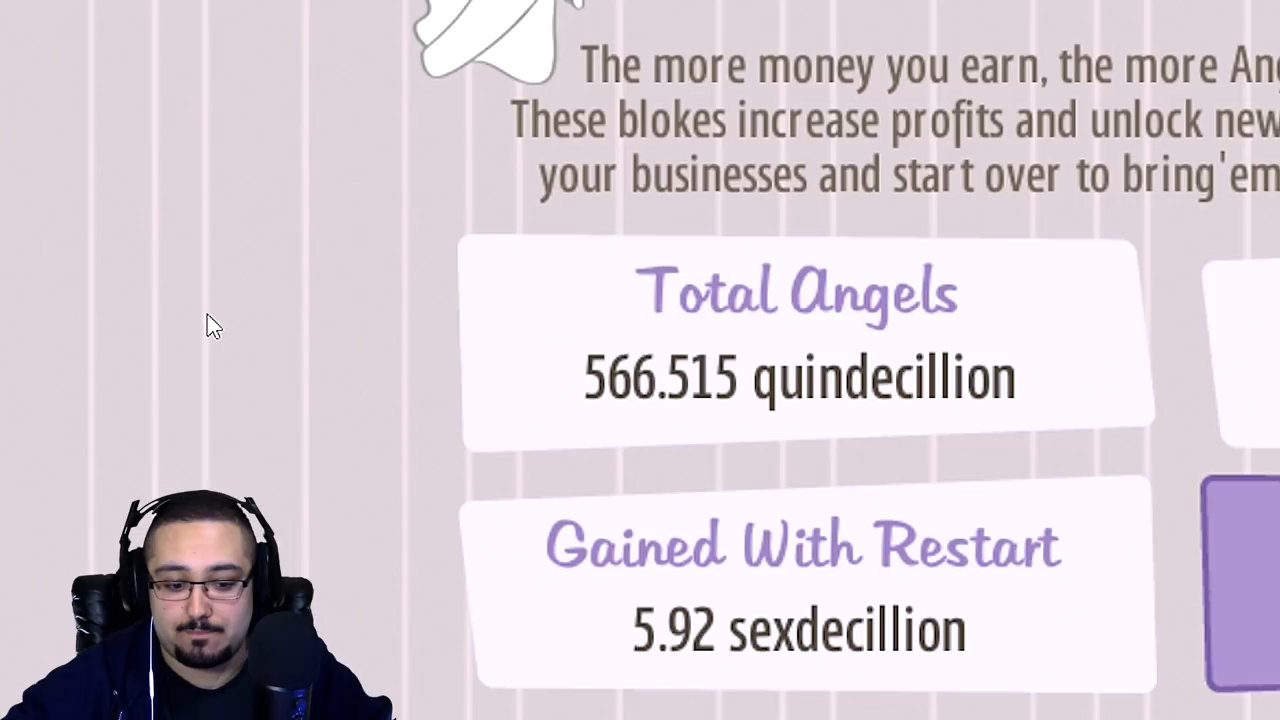 The more money you earn, the more
These blokes increase profits and unlock new
your businesses and start over to bring 'em
Total Angels
566.515 quindecillion
Gained With Restart
5.92 sexdecillion